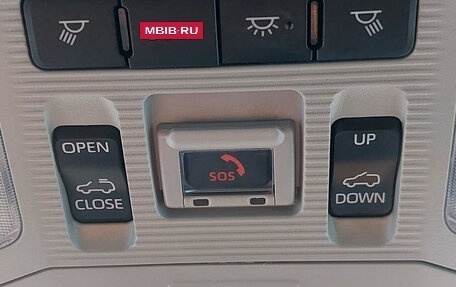 MBIB·RU
OPEN
CLOSE
SOS
UP
DOWN